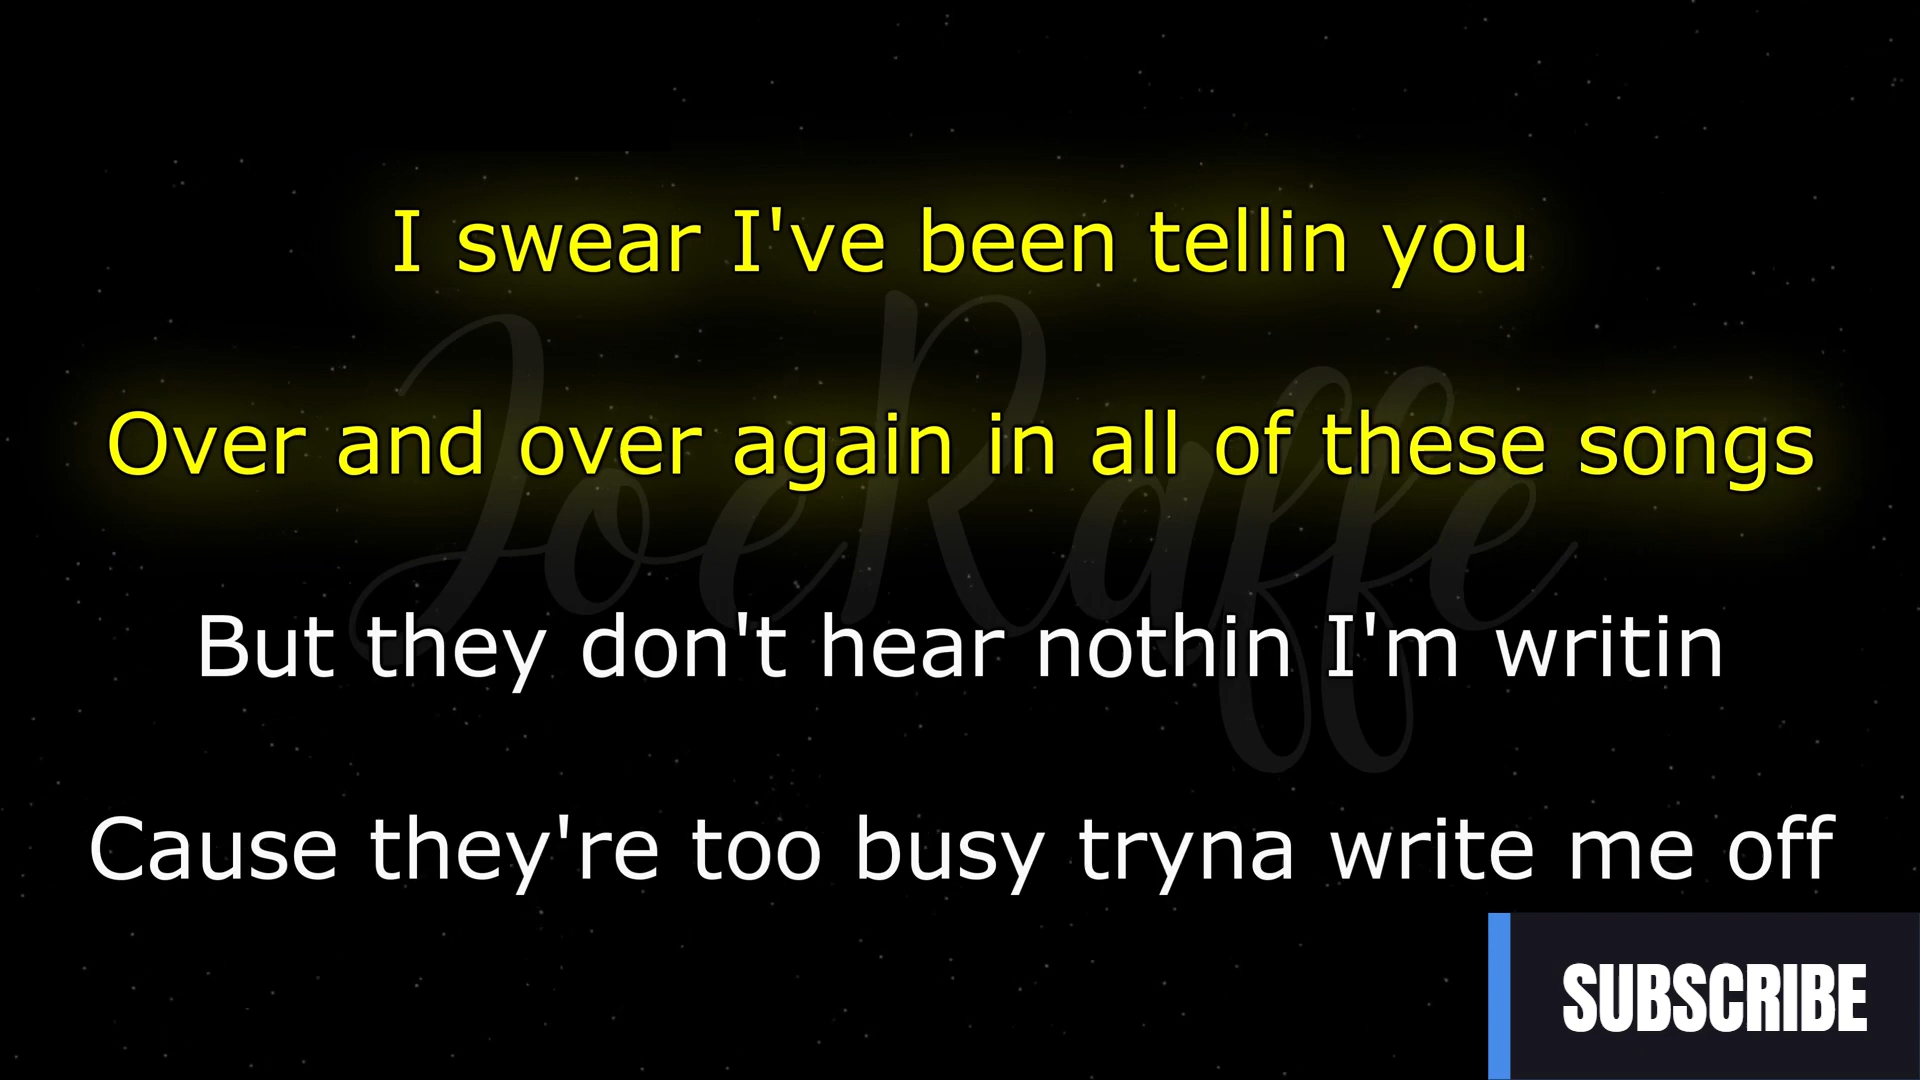 I swear I've been tellin you
Over and over again in all of these songs
JoeRaffe
But they don't hear nothin I'm writin
Cause they're too busy tryna write me off
SUBSCRIBE